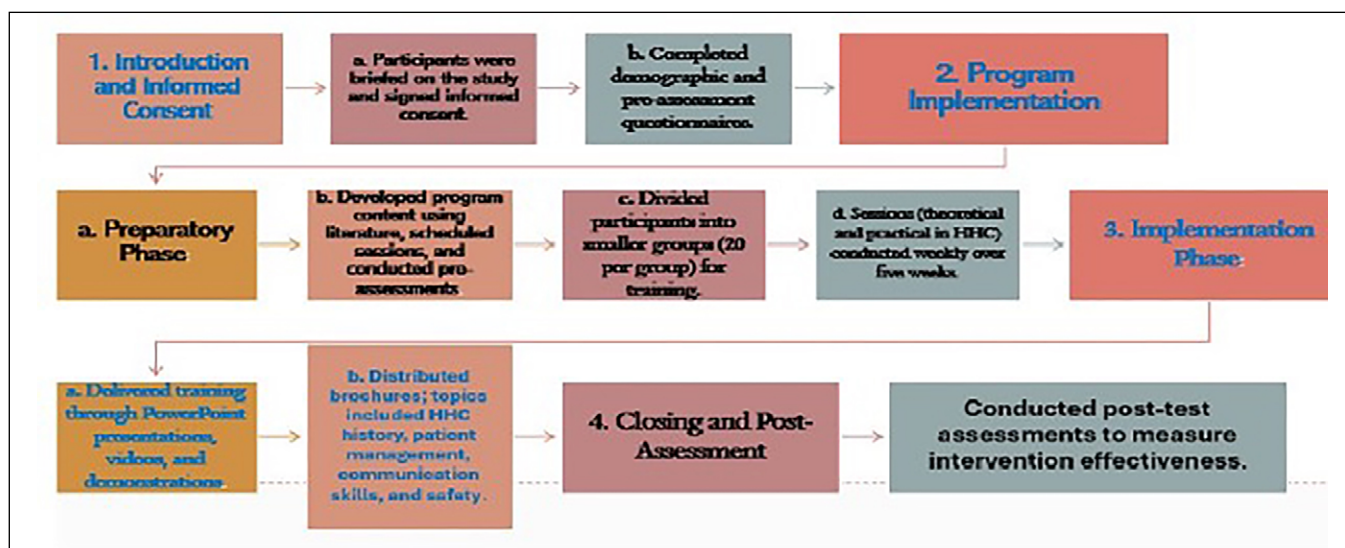 1. Introduction
and Informed
Consent
a. Participants were
briefed on the study
and signed informed
consent.
b. Completed
demographic and
pro-assessment
questionnaires.
2. Program
Implementation
a. Preparatory
Phase
b. Developed program
content using
literature, scheduled
sessions, and
conducted pro-
assessments
c. Divided
participants into
smaller groups (20
per group) for
training.
d. Sessions (theoretical
and practical in HHC)
conducted weekly over
five weeks.
3. Implementation
Phase
a. Delivered training
through PowerPoint
presentations,
videos, and
demonstrations
b. Distributed
brochures; topics
included HHC
history, patient
management,
communication
skills, and safety.
4. Closing and Post-
Assessment
Conducted post-test
assessments to measure
intervention effectiveness.